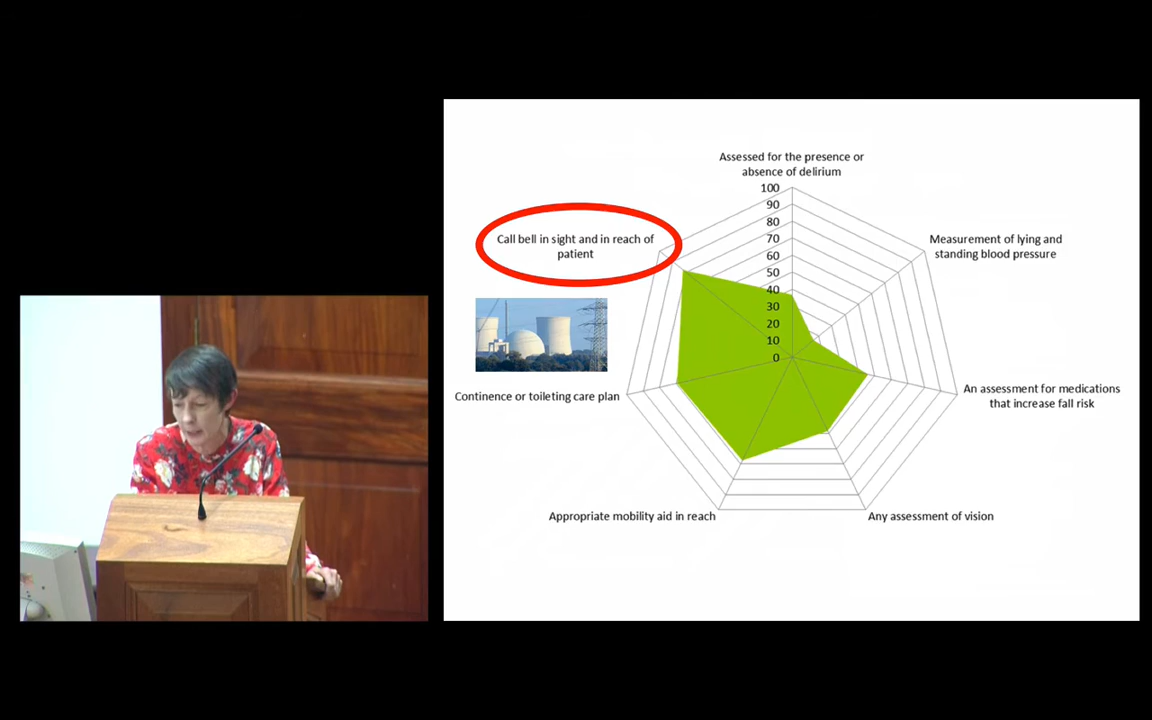 Assessed for the presence or
absence of delirium
100
90
80
70
60
50
40
30
20
10
0
Call bell in sight and in reach of
patient
Measurement of lying and
standing blood pressure
Continence or toileting care plan
An assessment for medications
that increase fall risk
Appropriate mobility aid in reach
Any assessment of vision